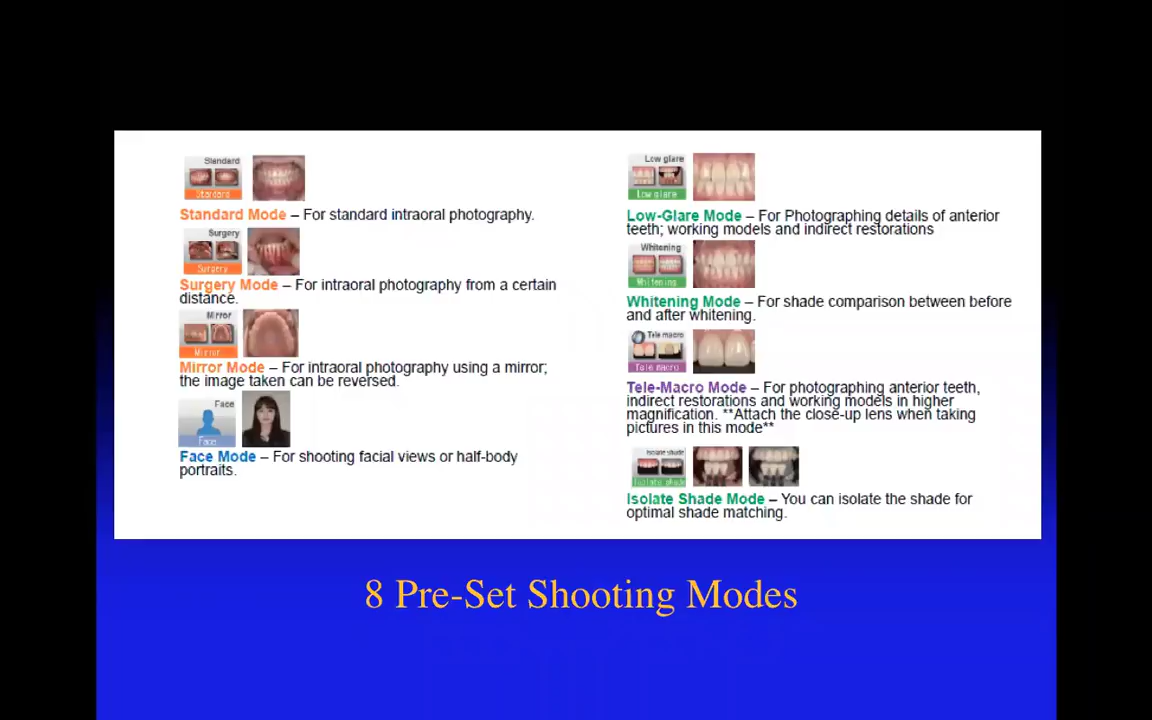 Standard
Standard
Standard Mode – For standard intraoral photography.
Surgery
Surgery
Surgery Mode – For intraoral photography from a certain
distance.
Mirror
Mirror
Mirror Mode – For intraoral photography using a mirror;
the image taken can be reversed.
Face
Face
Face Mode – For shooting facial views or half-body
portraits.
Low glare
Low glare
Low-Glare Mode – For Photographing details of anterior
teeth; working models and indirect restorations
Whitening
Whitening
Whitening Mode – For shade comparison between before
and after whitening.
Tele macro
Tele macro
Tele-Macro Mode – For photographing anterior teeth,
indirect restorations and working models in higher
magnification. **Attach the close-up lens when taking
pictures in this mode**
Isolate shade
Isolate shade
Isolate Shade Mode – You can isolate the shade for
optimal shade matching.
8 Pre-Set Shooting Modes